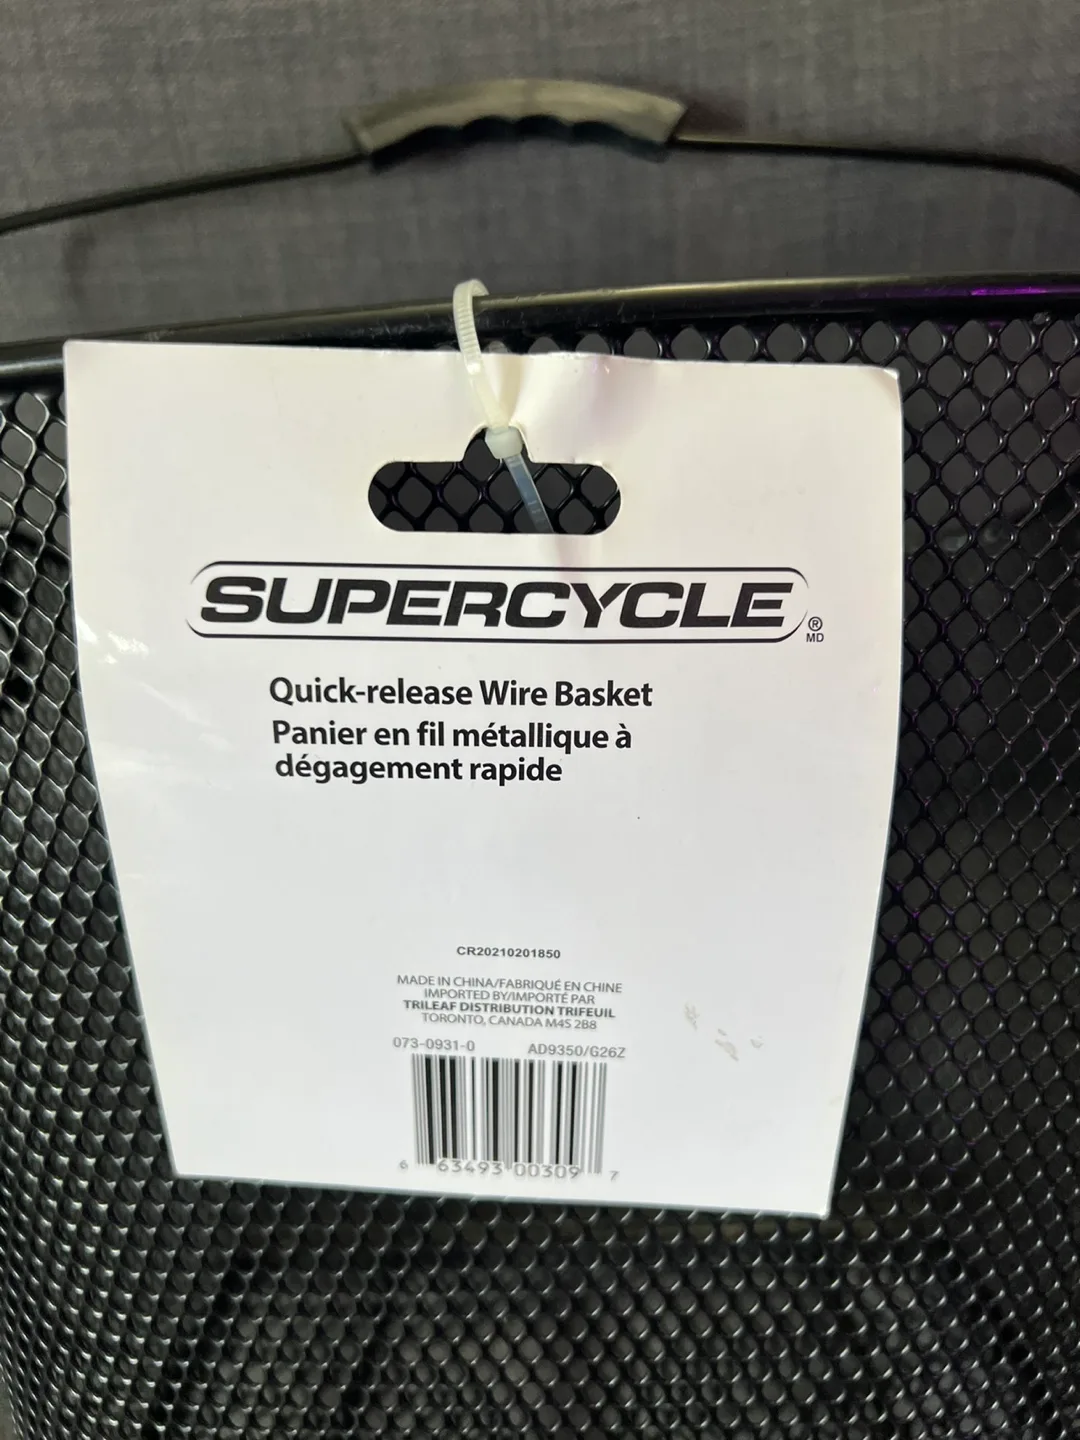 SUPERCYCLE ®
MD
Quick-release Wire Basket
Panier en fil métallique à
dégagement rapide
CR20210201850
MADE IN CHINA/FABRIQUÉ EN CHINE
IMPORTED BY/IMPORTÉ PAR
TRILEAF DISTRIBUTION TRIFEUIL
TORONTO, CANADA M4S 2B8
073-0931-0 AD9350/G26Z
6 63493 00309 7